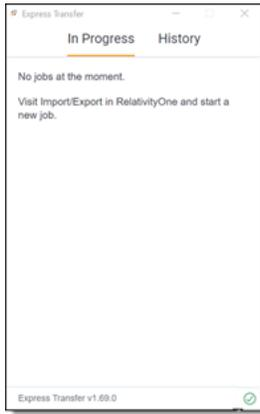 Express Transfer
In Progress History
No jobs at the moment.
Visit Import/Export in RelativityOne and start a
new job.
Express Transfer v1.69.0